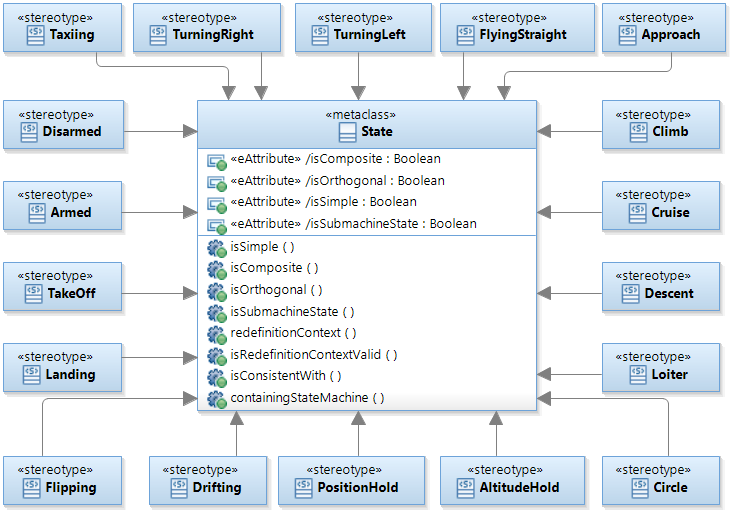 «stereotype» «stereotype» «stereotype» «stereotype» «stereotype»
Taxiing TurningRight TurningLeft FlyingStraight Approach
«stereotype» «metaclass» «stereotype»
Disarmed State Climb
«eAttribute» /isComposite : Boolean
«eAttribute» /isOrthogonal : Boolean
«stereotype» «eAttribute» /isSimple : Boolean «stereotype»
Armed «eAttribute» /isSubmachineState : Boolean Cruise
isSimple ( )
«stereotype» isComposite ( ) «stereotype»
TakeOff isOrthogonal ( ) Descent
isSubmachineState ( )
redefinitionContext ( )
«stereotype» isRedefinitionContextValid ( ) «stereotype»
Landing isConsistentWith ( ) Loiter
containingStateMachine ( )
«stereotype» «stereotype» «stereotype» «stereotype» «stereotype»
Flipping Drifting PositionHold AltitudeHold Circle